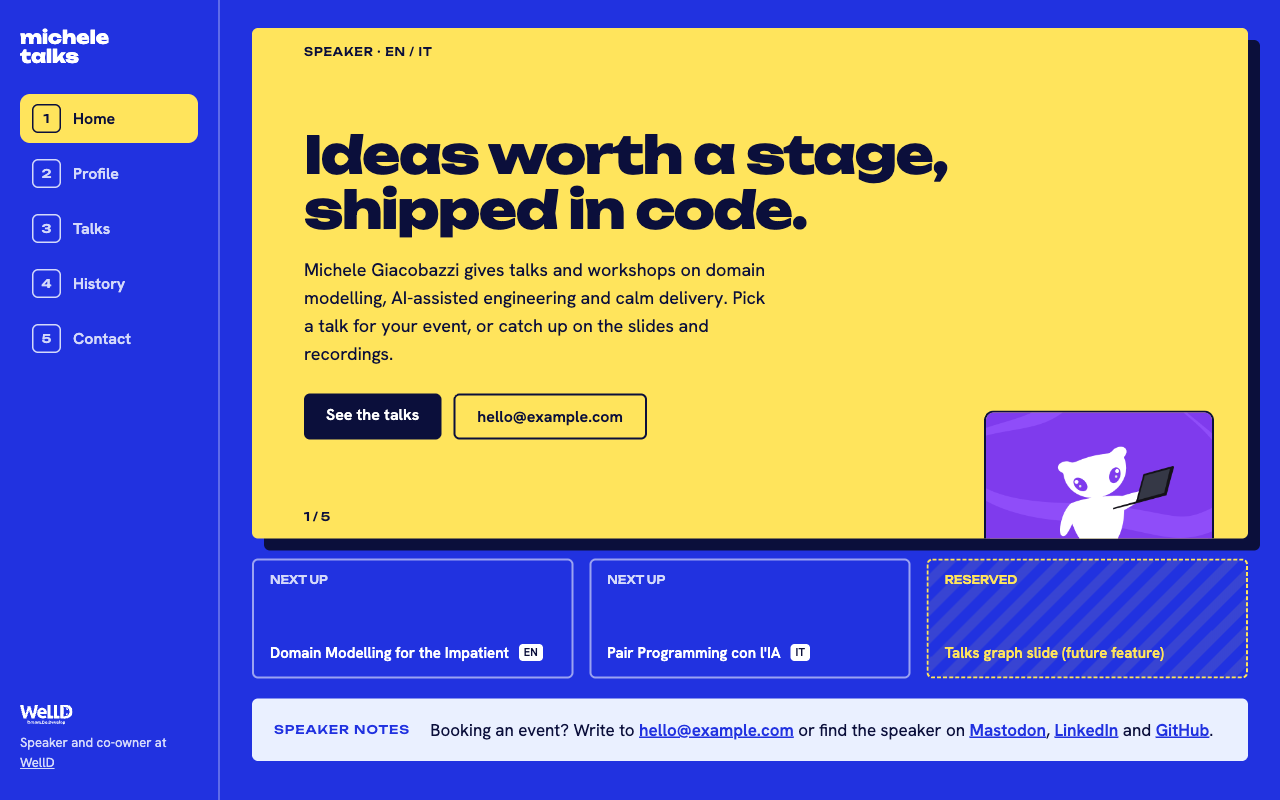 michele
talks
1 Home
2 Profile
3 Talks
4 History
5 Contact
WellD
Speaker and co-owner at
WellD
SPEAKER · EN / IT
Ideas worth a stage,
shipped in code.
Michele Giacobazzi gives talks and workshops on domain
modelling, AI-assisted engineering and calm delivery. Pick
a talk for your event, or catch up on the slides and
recordings.
See the talks
hello@example.com
1 / 5
NEXT UP
Domain Modelling for the Impatient EN
NEXT UP
Pair Programming con l'IA IT
RESERVED
Talks graph slide (future feature)
SPEAKER NOTES Booking an event? Write to hello@example.com or find the speaker on Mastodon, LinkedIn and GitHub.